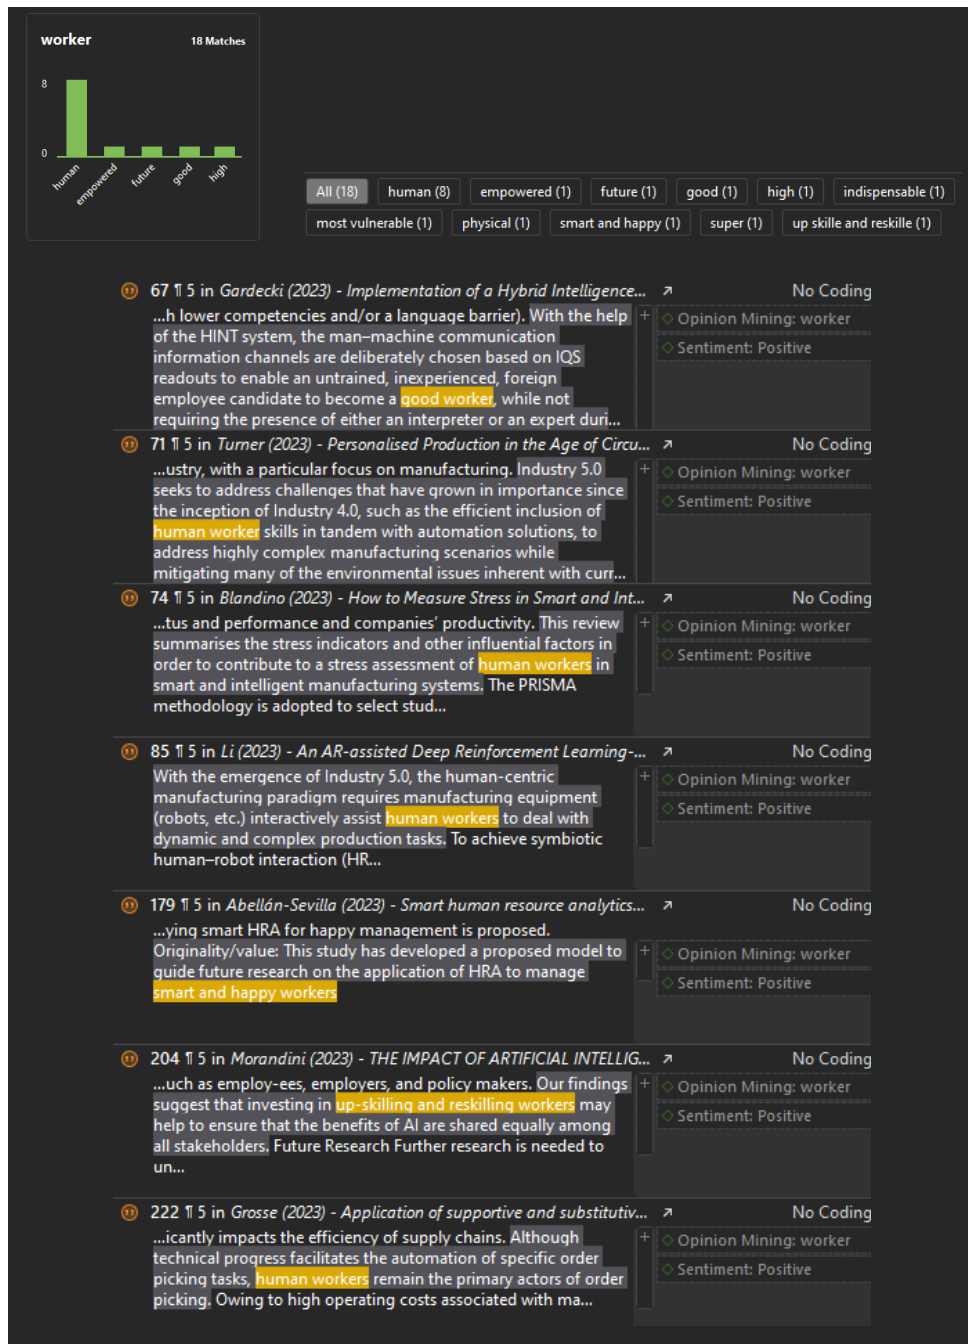 worker 18 Matches
8
0
human empowered future good high
All (18) human (8) empowered (1) future (1) good (1) high (1) indispensable (1)
most vulnerable (1) physical (1) smart and happy (1) super (1) up skille and reskille (1)
67 ¶ 5 in Gardecki (2023) - Implementation of a Hybrid Intelligence... ↗ No Coding
...h lower competencies and/or a language barrier). With the help
of the HINT system, the man–machine communication
information channels are deliberately chosen based on IQS
readouts to enable an untrained, inexperienced, foreign
employee candidate to become a good worker, while not
requiring the presence of either an interpreter or an expert duri...
+ Opinion Mining: worker
Sentiment: Positive
71 ¶ 5 in Turner (2023) - Personalised Production in the Age of Circu... ↗ No Coding
...ustry, with a particular focus on manufacturing. Industry 5.0
seeks to address challenges that have grown in importance since
the inception of Industry 4.0, such as the efficient inclusion of
human worker skills in tandem with automation solutions, to
address highly complex manufacturing scenarios while
mitigating many of the environmental issues inherent with curr...
+ Opinion Mining: worker
Sentiment: Positive
74 ¶ 5 in Blandino (2023) - How to Measure Stress in Smart and Int... ↗ No Coding
...tus and performance and companies' productivity. This review
summarises the stress indicators and other influential factors in
order to contribute to a stress assessment of human workers in
smart and intelligent manufacturing systems. The PRISMA
methodology is adopted to select stud...
+ Opinion Mining: worker
Sentiment: Positive
85 ¶ 5 in Li (2023) - An AR-assisted Deep Reinforcement Learning-... ↗ No Coding
With the emergence of Industry 5.0, the human-centric
manufacturing paradigm requires manufacturing equipment
(robots, etc.) interactively assist human workers to deal with
dynamic and complex production tasks. To achieve symbiotic
human–robot interaction (HR...
+ Opinion Mining: worker
Sentiment: Positive
179 ¶ 5 in Abellán-Sevilla (2023) - Smart human resource analytics... ↗ No Coding
...ying smart HRA for happy management is proposed.
Originality/value: This study has developed a proposed model to
guide future research on the application of HRA to manage
smart and happy workers
+ Opinion Mining: worker
Sentiment: Positive
204 ¶ 5 in Morandini (2023) - THE IMPACT OF ARTIFICIAL INTELLIG... ↗ No Coding
...uch as employ-ees, employers, and policy makers. Our findings
suggest that investing in up-skilling and reskilling workers may
help to ensure that the benefits of AI are shared equally among
all stakeholders. Future Research Further research is needed to
un...
+ Opinion Mining: worker
Sentiment: Positive
222 ¶ 5 in Grosse (2023) - Application of supportive and substitutiv... ↗ No Coding
...icantly impacts the efficiency of supply chains. Although
technical progress facilitates the automation of specific order
picking tasks, human workers remain the primary actors of order
picking. Owing to high operating costs associated with ma...
+ Opinion Mining: worker
Sentiment: Positive